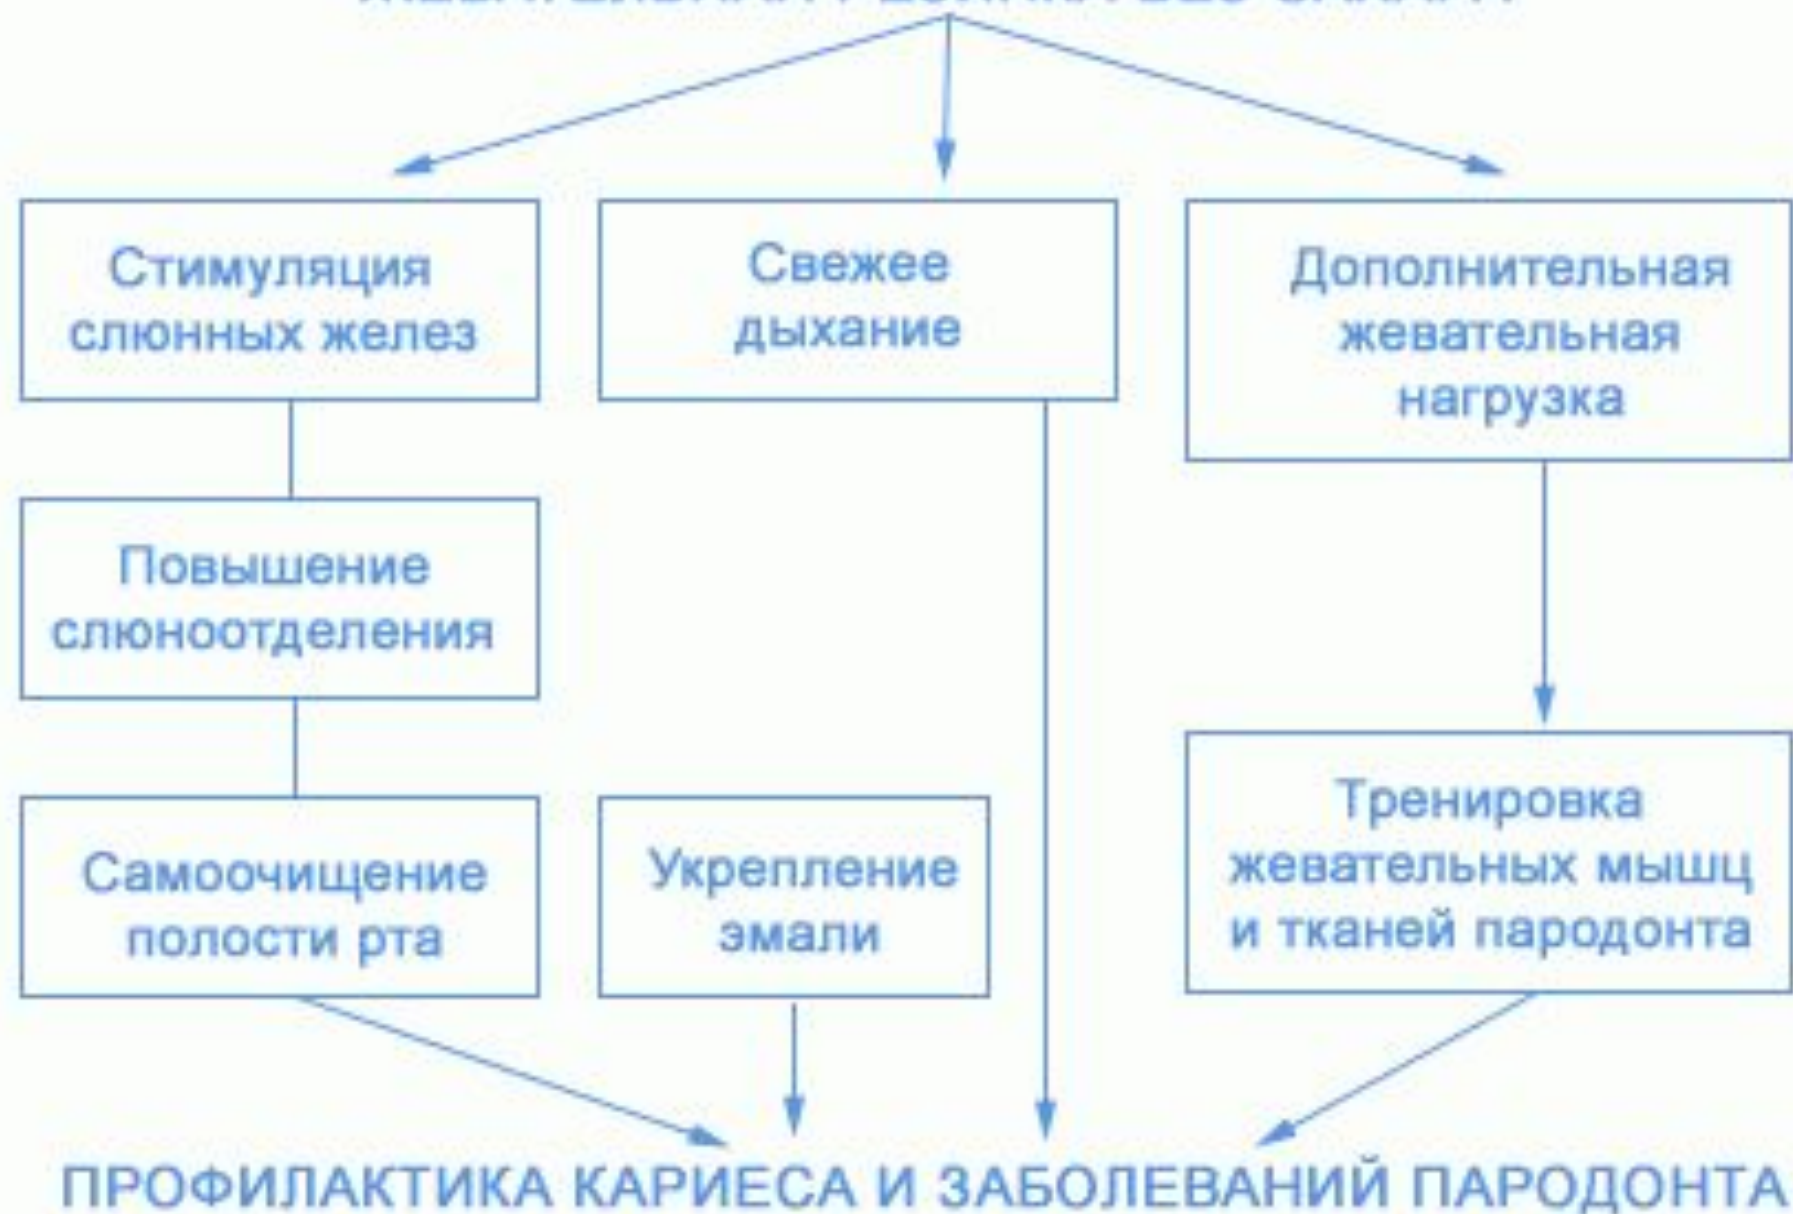 Стимуляция
слюнных желез
Свежее
дыхание
Дополнительная
жевательная
нагрузка
Повышение
слюноотделения
Самоочищение
полости рта
Укрепление
эмали
Тренировка
жевательных мышц
и тканей пародонта
ПРОФИЛАКТИКА КАРИЕСА И ЗАБОЛЕВАНИЙ ПАРОДОНТА